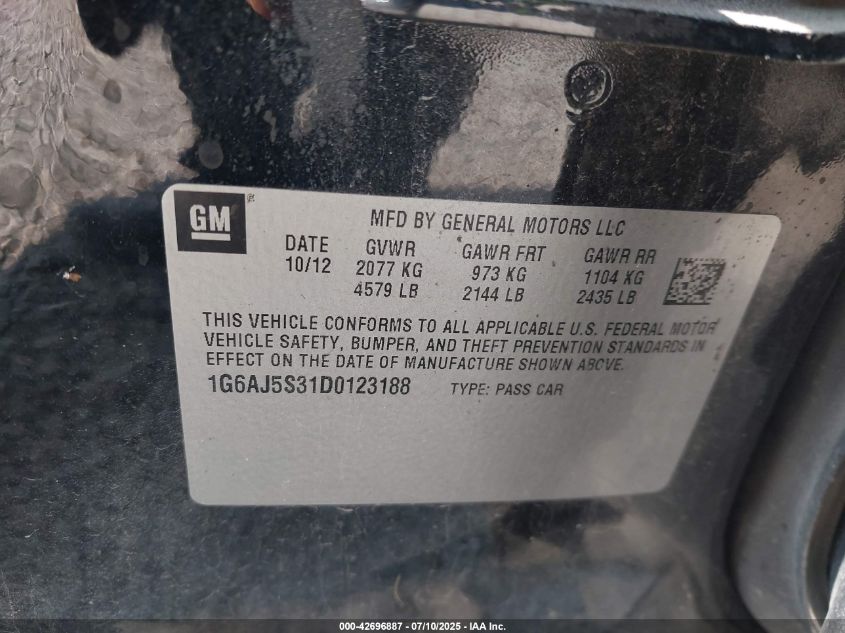 GM
MFD BY GENERAL MOTORS LLC
DATE GVWR GAWR FRT GAWR RR
10/12 2077 KG 973 KG 1104 KG
4579 LB 2144 LB 2435 LB
THIS VEHICLE CONFORMS TO ALL APPLICABLE U.S. FEDERAL MOTOR
VEHICLE SAFETY, BUMPER, AND THEFT PREVENTION STANDARDS IN
EFFECT ON THE DATE OF MANUFACTURE SHOWN ABOVE.
1G6AJ5S31D0123188 TYPE: PASS CAR
000-42696887 - 07/10/2025 - IAA Inc.